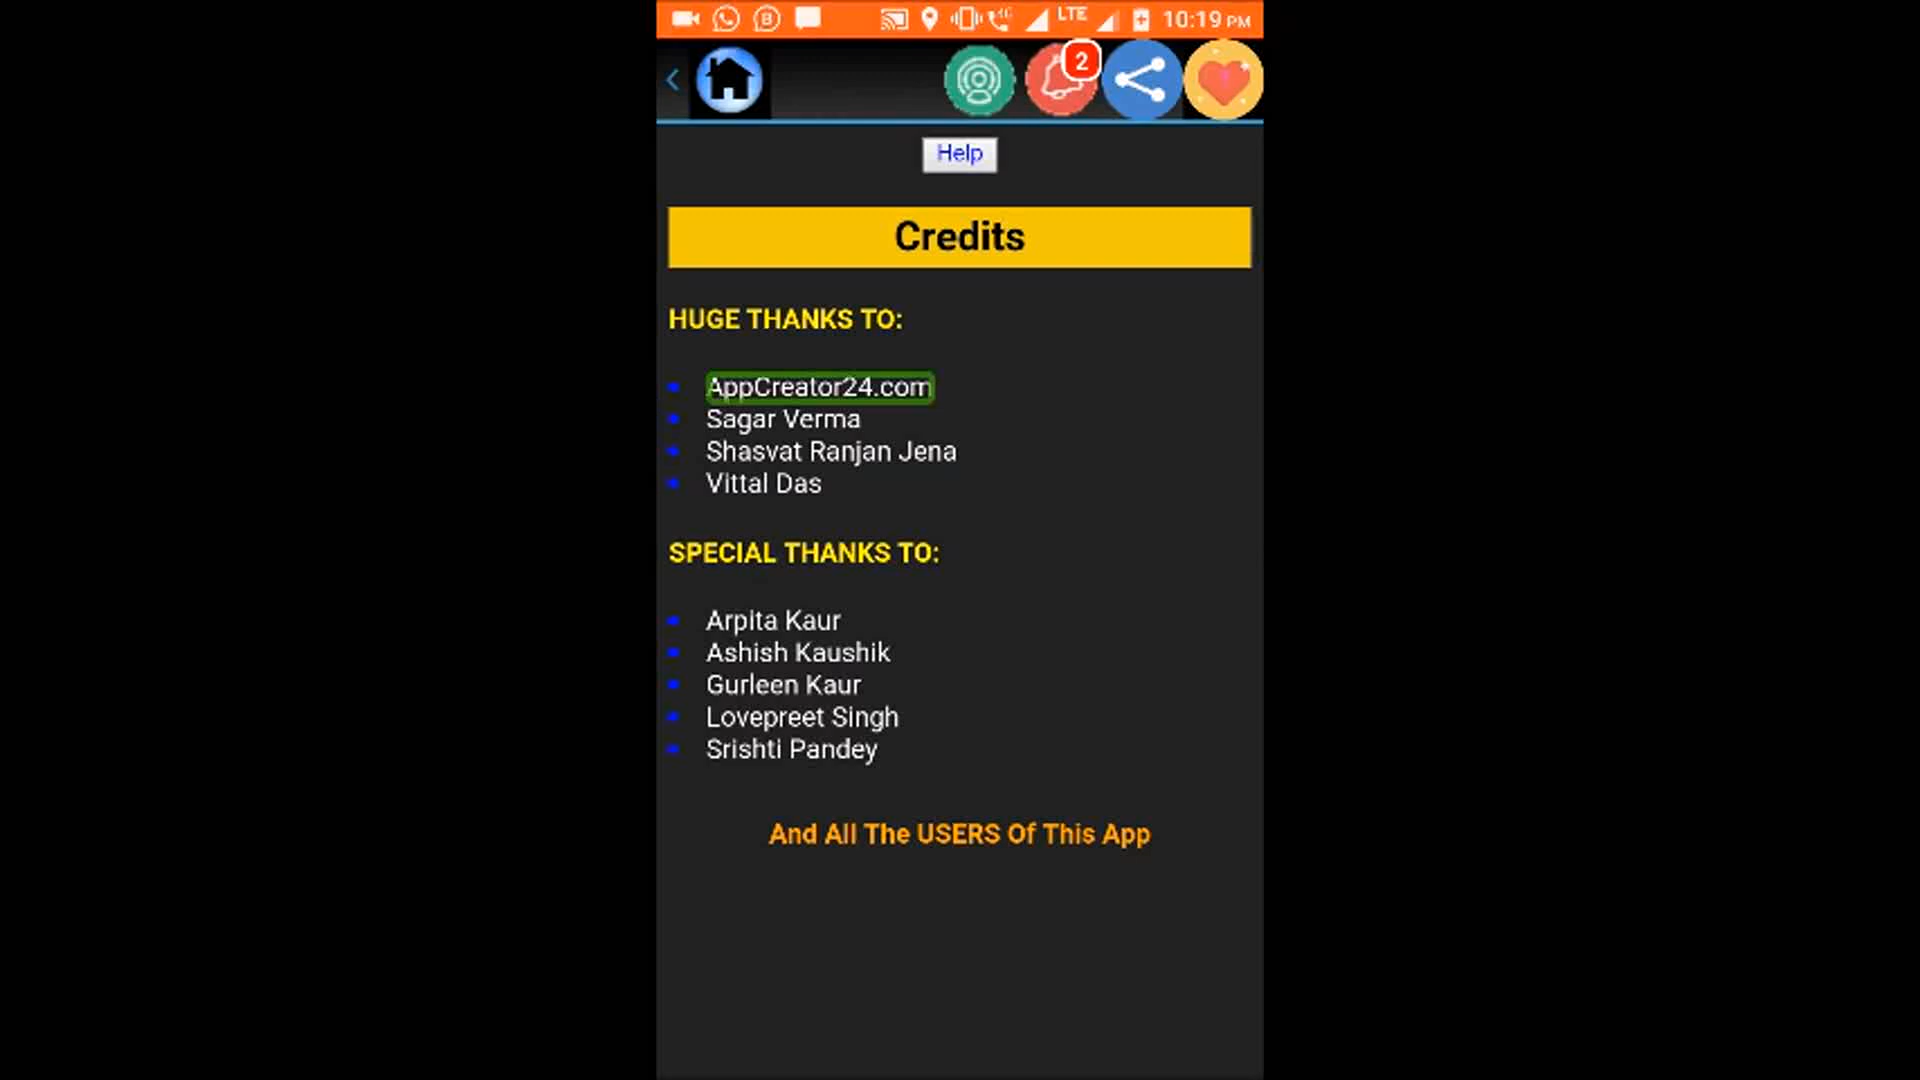 LTE 10:19 PM
2
Help
Credits
HUGE THANKS TO:
AppCreator24.com
Sagar Verma
Shasvat Ranjan Jena
Vittal Das
SPECIAL THANKS TO:
Arpita Kaur
Ashish Kaushik
Gurleen Kaur
Lovepreet Singh
Srishti Pandey
And All The USERS Of This App